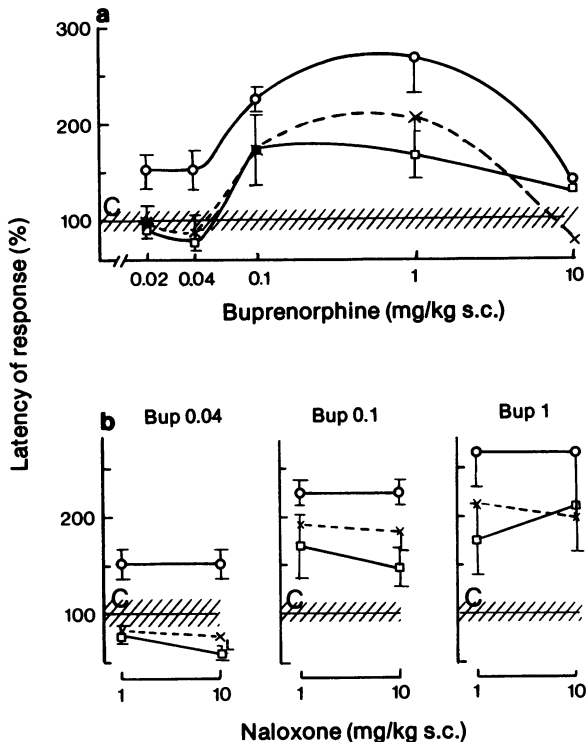 a
300
200
100
C
0.02 0.04 0.1 1 10
Buprenorphine (mg/kg s.c.)
Latency of response (%)
b Bup 0.04 Bup 0.1 Bup 1
200
100
C C C
1 10 1 10 1 10
Naloxone (mg/kg s.c.)